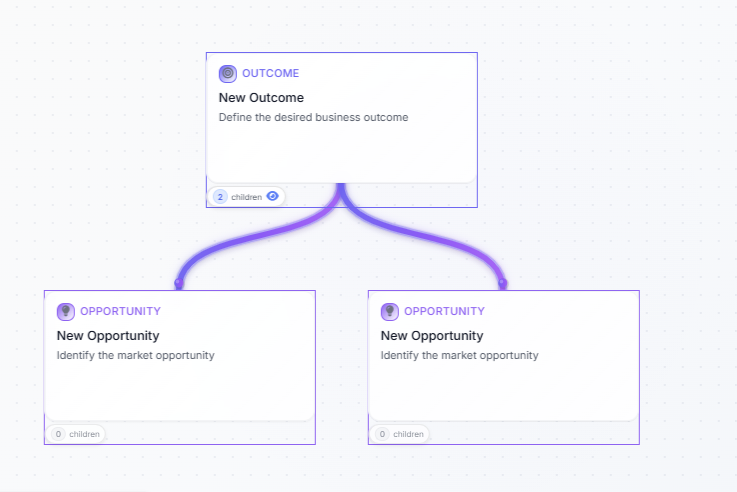 OUTCOME
New Outcome
Define the desired business outcome
2 children
OPPORTUNITY
New Opportunity
Identify the market opportunity
0 children
OPPORTUNITY
New Opportunity
Identify the market opportunity
0 children